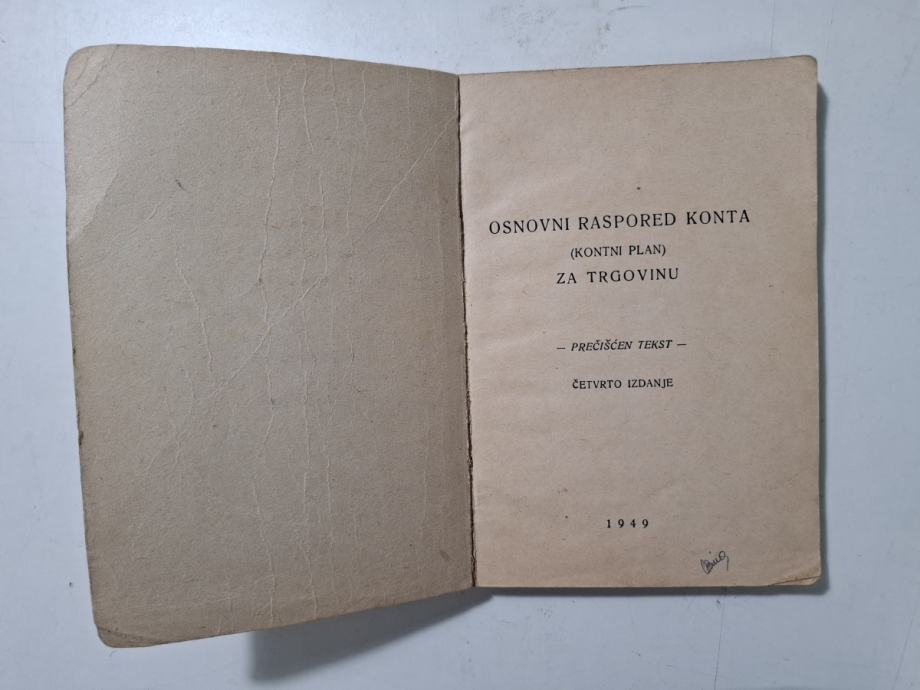 OSNOVNI RASPORED KONTA
(KONTNI PLAN)
ZA TRGOVINU
— PREČIŠĆEN TEKST —
ČETVRTO IZDANJE
1949